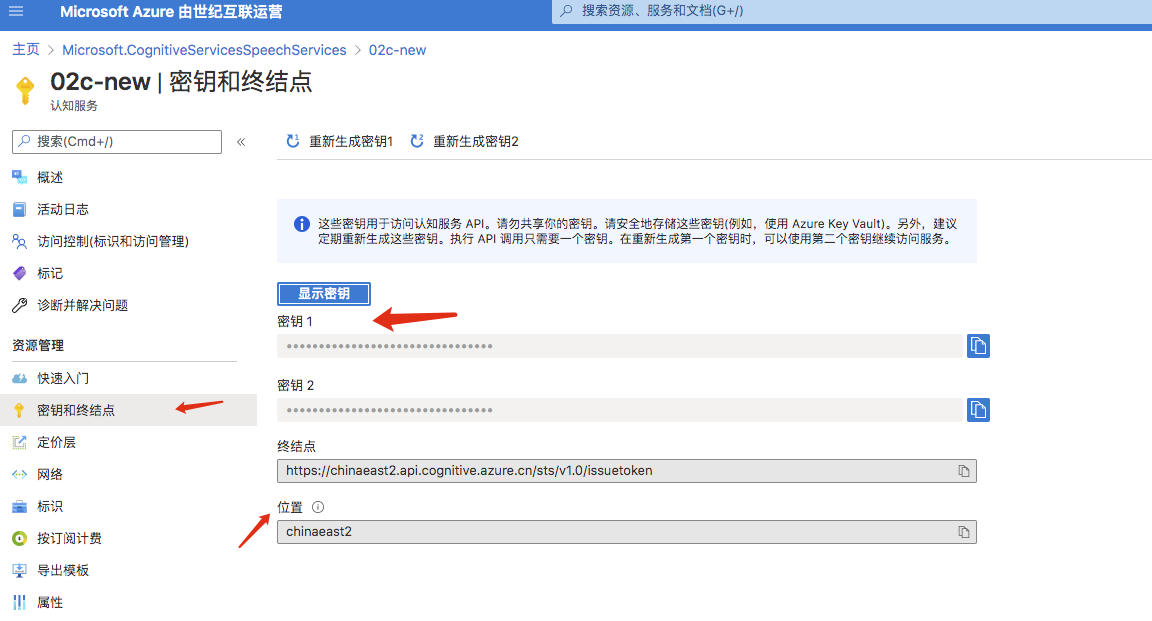 Microsoft Azure 由世纪互联运营
搜索资源、服务和文档(G+/)
主页 > Microsoft.CognitiveServicesSpeechServices > 02c-new
02c-new | 密钥和终结点
认知服务
搜索(Cmd+/)
«
重新生成密钥1
重新生成密钥2
概述
活动日志
访问控制(标识和访问管理)
标记
诊断并解决问题
资源管理
快速入门
密钥和终结点
定价层
网络
标识
按订阅计费
导出模板
属性
这些密钥用于访问认知服务 API。请勿共享你的密钥。请安全地存储这些密钥(例如，使用 Azure Key Vault)。另外，建议
定期重新生成这些密钥。执行 API 调用只需要一个密钥。在重新生成第一个密钥时，可以使用第二个密钥继续访问服务。
显示密钥
密钥 1
••••••••••••••••••••••••••••••••
密钥 2
••••••••••••••••••••••••••••••••
终结点
https://chinaeast2.api.cognitive.azure.cn/sts/v1.0/issuetoken
位置
chinaeast2